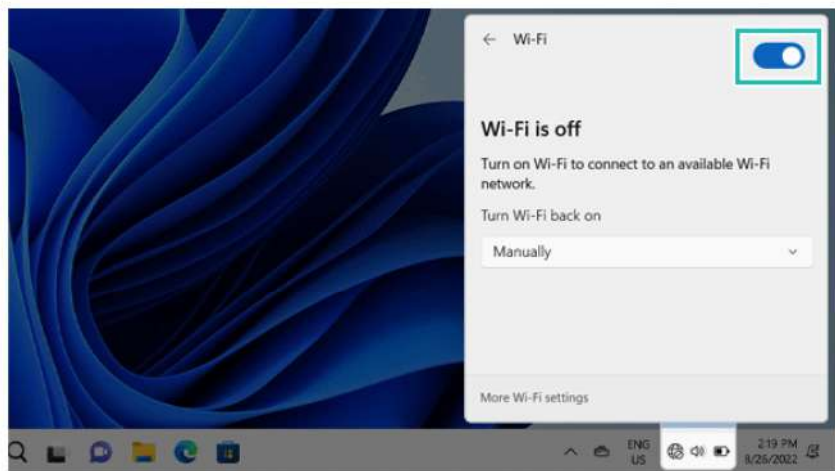 Wi-Fi
Wi-Fi is off
Turn on Wi-Fi to connect to an available Wi-Fi
network.
Turn Wi-Fi back on
Manually
More Wi-Fi settings
ENG
US
2:19 PM
8/26/2022